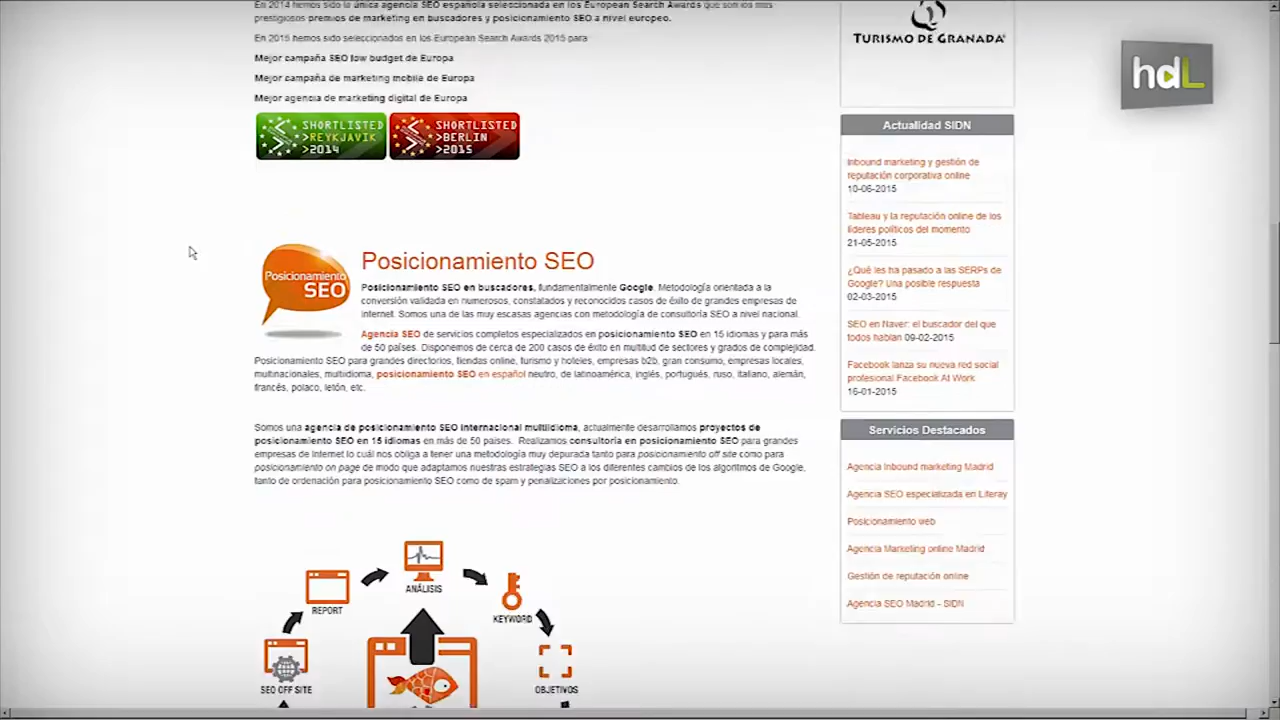 En 2014 hemos sido la única agencia SEO española seleccionada en los European Search Awards que son los más
prestigiosos premios de marketing en buscadores y posicionamiento SEO a nivel europeo.
En 2015 hemos sido seleccionados en los European Search Awards 2015 para
Mejor campaña SEO low budget de Europa
Mejor campaña de marketing mobile de Europa
Mejor agencia de marketing digital de Europa
SHORTLISTED
>REYKJAVIK
>2014
SHORTLISTED
>BERLIN
>2015
Posicionamiento
SEO
Posicionamiento SEO
Posicionamiento SEO en buscadores, fundamentalmente Google. Metodología orientada a la
conversión validada en numerosos, constatados y reconocidos casos de éxito de grandes empresas de
Internet. Somos una de las muy escasas agencias con metodología de consultoría SEO a nivel nacional.
Agencia SEO de servicios completos especializados en posicionamiento SEO en 15 idiomas y para más
de 50 países. Disponemos de cerca de 200 casos de éxito en multitud de sectores y grados de complejidad.
Posicionamiento SEO para grandes directorios, tiendas online, turismo y hoteles, empresas b2b, gran consumo, empresas locales,
multinacionales, multiidioma, posicionamiento SEO en español neutro, de latinoamérica, inglés, portugués, ruso, italiano, alemán,
francés, polaco, letón, etc.
Somos una agencia de posicionamiento SEO internacional multiidioma, actualmente desarrollamos proyectos de
posicionamiento SEO en 15 idiomas en más de 50 países. Realizamos consultoría en posicionamiento SEO para grandes
empresas de Internet lo cuál nos obliga a tener una metodología muy depurada tanto para posicionamiento off site como para
posicionamiento on page de modo que adaptamos nuestras estrategias SEO a los diferentes cambios de los algoritmos de Google,
tanto de ordenación para posicionamiento SEO como de spam y penalizaciones por posicionamiento.
ANÁLISIS
REPORT
KEYWORD
SEO OFF SITE
OBJETIVOS
TURISMO DE GRANADA
hdL
Actualidad SIDN
Inbound marketing y gestión de
reputación corporativa online
10-06-2015
Tableau y la reputación online de los
líderes políticos del momento
21-05-2015
¿Qué les ha pasado a las SERPs de
Google? Una posible respuesta
02-03-2015
SEO en Naver: el buscador del que
todos hablan 09-02-2015
Facebook lanza su nueva red social
profesional Facebook At Work
16-01-2015
Servicios Destacados
Agencia Inbound marketing Madrid
Agencia SEO especializada en Liferay
Posicionamiento web
Agencia Marketing online Madrid
Gestión de reputación online
Agencia SEO Madrid - SIDN